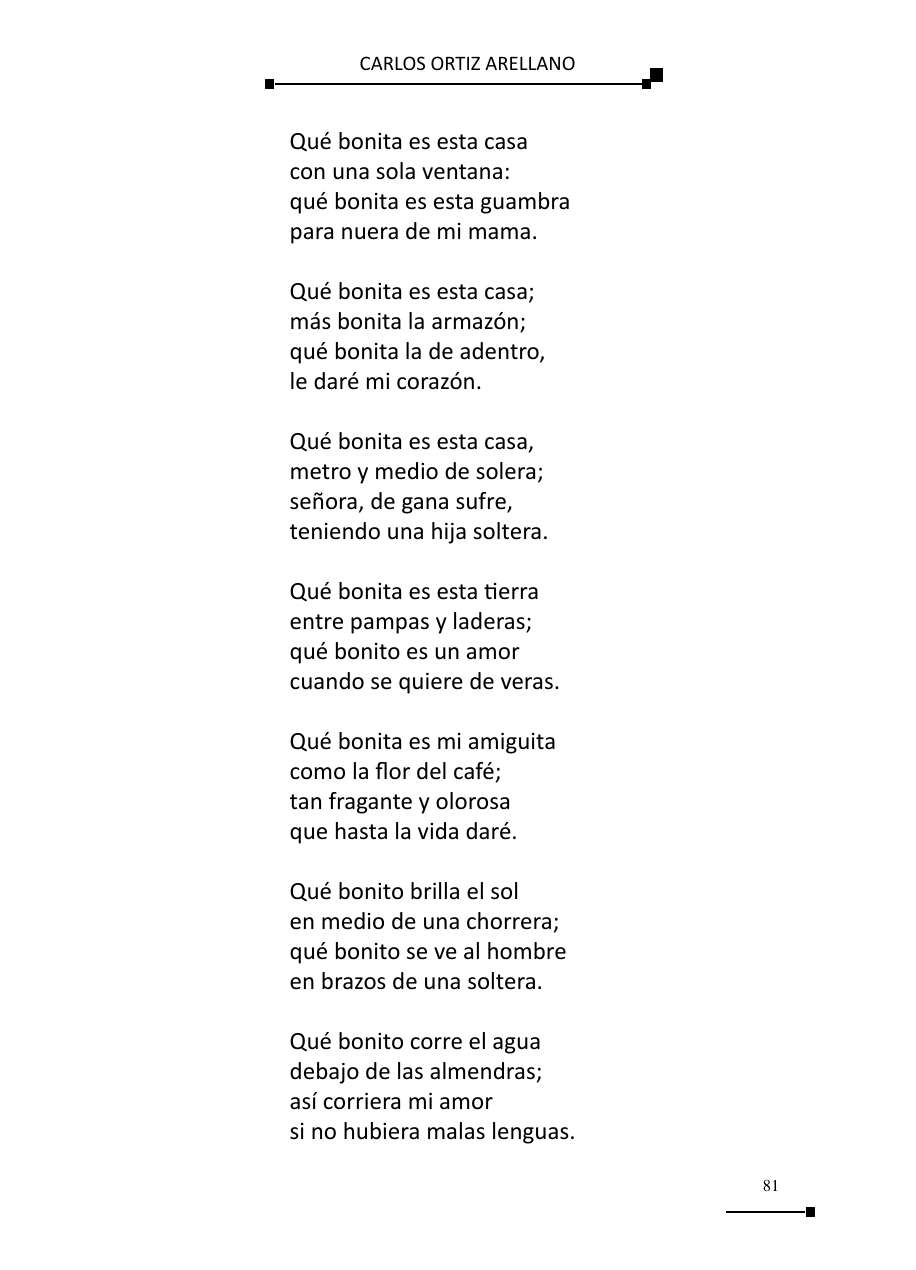 CARLOS ORTIZ ARELLANO
Qué bonita es esta casa
con una sola ventana:
qué bonita es esta guambra
para nuera de mi mama.
Qué bonita es esta casa;
más bonita la armazón;
qué bonita la de adentro,
le daré mi corazón.
Qué bonita es esta casa,
metro y medio de solera;
señora, de gana sufre,
teniendo una hija soltera.
Qué bonita es esta tierra
entre pampas y laderas;
qué bonito es un amor
cuando se quiere de veras.
Qué bonita es mi amiguita
como la flor del café;
tan fragante y olorosa
que hasta la vida daré.
Qué bonito brilla el sol
en medio de una chorrera;
qué bonito se ve al hombre
en brazos de una soltera.
Qué bonito corre el agua
debajo de las almendras;
así corriera mi amor
si no hubiera malas lenguas.
81